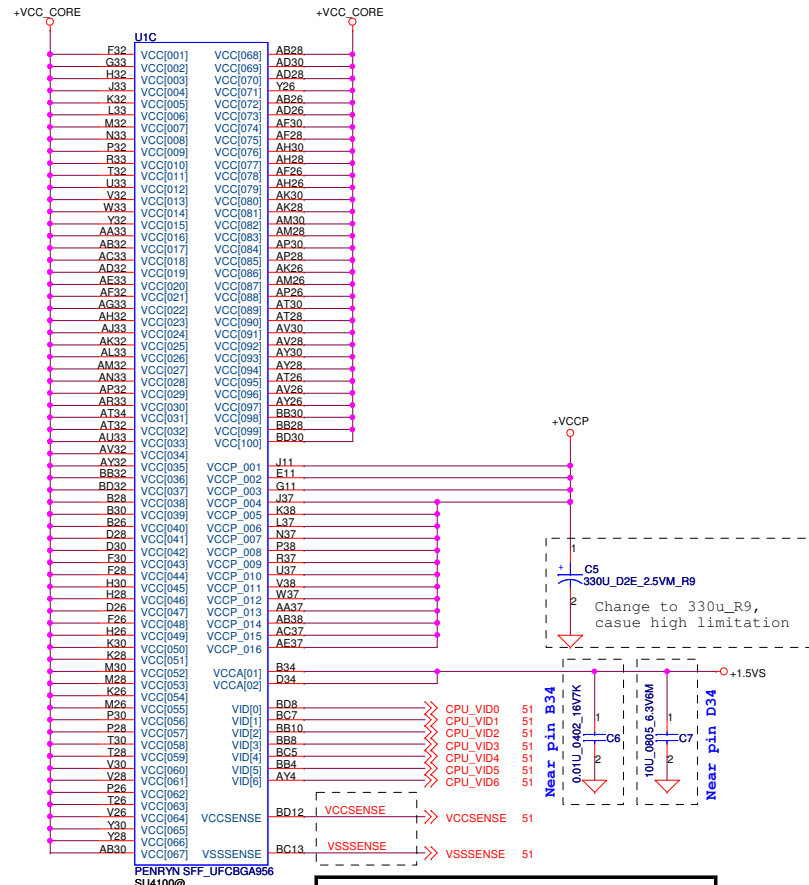 +VCC_CORE +VCC_CORE
U1C
F32 VCC[001] VCC[068] AB28
G33 VCC[002] VCC[069] AD30
H32 VCC[003] VCC[070] AD28
J33 VCC[004] VCC[071] Y26
K32 VCC[005] VCC[072] AB26
L33 VCC[006] VCC[073] AD26
M32 VCC[007] VCC[074] AF30
N33 VCC[008] VCC[075] AF28
P32 VCC[009] VCC[076] AH30
R33 VCC[010] VCC[077] AH28
T32 VCC[011] VCC[078] AF26
U33 VCC[012] VCC[079] AH26
V32 VCC[013] VCC[080] AK30
W33 VCC[014] VCC[081] AK28
Y32 VCC[015] VCC[082] AM30
AA33 VCC[016] VCC[083] AM28
AB32 VCC[017] VCC[084] AP30
AC33 VCC[018] VCC[085] AP28
AD32 VCC[019] VCC[086] AK26
AE33 VCC[020] VCC[087] AM26
AF32 VCC[021] VCC[088] AP26
AG33 VCC[022] VCC[089] AT30
AH32 VCC[023] VCC[090] AT28
AJ33 VCC[024] VCC[091] AV30
AK32 VCC[025] VCC[092] AV28
AL33 VCC[026] VCC[093] AY30
AM32 VCC[027] VCC[094] AY28
AN33 VCC[028] VCC[095] AT26
AP32 VCC[029] VCC[096] AV26
AR33 VCC[030] VCC[097] AY26
AT34 VCC[031] VCC[098] BB30
AT32 VCC[032] VCC[099] BB28
AU33 VCC[033] VCC[100] BD30
AV32 VCC[034]
AY32 VCC[035] VCCP_001 J11
BB32 VCC[036] VCCP_002 E11
BD32 VCC[037] VCCP_003 G11
B28 VCC[038] VCCP_004 J37
B30 VCC[039] VCCP_005 K38
B26 VCC[040] VCCP_006 L37
D28 VCC[041] VCCP_007 N37
D30 VCC[042] VCCP_008 P38
F30 VCC[043] VCCP_009 R37
F28 VCC[044] VCCP_010 U37
H30 VCC[045] VCCP_011 V38
H28 VCC[046] VCCP_012 W37
D26 VCC[047] VCCP_013 AA37
F26 VCC[048] VCCP_014 AB38
H26 VCC[049] VCCP_015 AC37
K30 VCC[050] VCCP_016 AE37
K28 VCC[051]
M30 VCC[052] VCCA[01] B34
M28 VCC[053] VCCA[02] D34
K26 VCC[054]
M26 VCC[055] VID[0] BD8 CPU_VID0 51
P30 VCC[056] VID[1] BC7 CPU_VID1 51
P28 VCC[057] VID[2] BB10 CPU_VID2 51
T30 VCC[058] VID[3] BB8 CPU_VID3 51
T28 VCC[059] VID[4] BC5 CPU_VID4 51
V30 VCC[060] VID[5] BB4 CPU_VID5 51
V28 VCC[061] VID[6] AY4 CPU_VID6 51
P26 VCC[062]
T26 VCC[063]
V26 VCC[064] VCCSENSE BD12 VCCSENSE VCCSENSE 51
Y30 VCC[065]
Y28 VCC[066]
AB30 VCC[067] VSSSENSE BC13 VSSSENSE VSSSENSE 51
PENRYN SFF_UFCBGA956
SU4100@
+VCCP
1
+ C5
330U_D2E_2.5VM_R9
2
Change to 330u_R9,
casue high limitation
+1.5VS
Near pin B34
0.01U_0402_16V7K
1
C6
2
10U_0805_6.3V6M
1
C7
2
Near pin D34